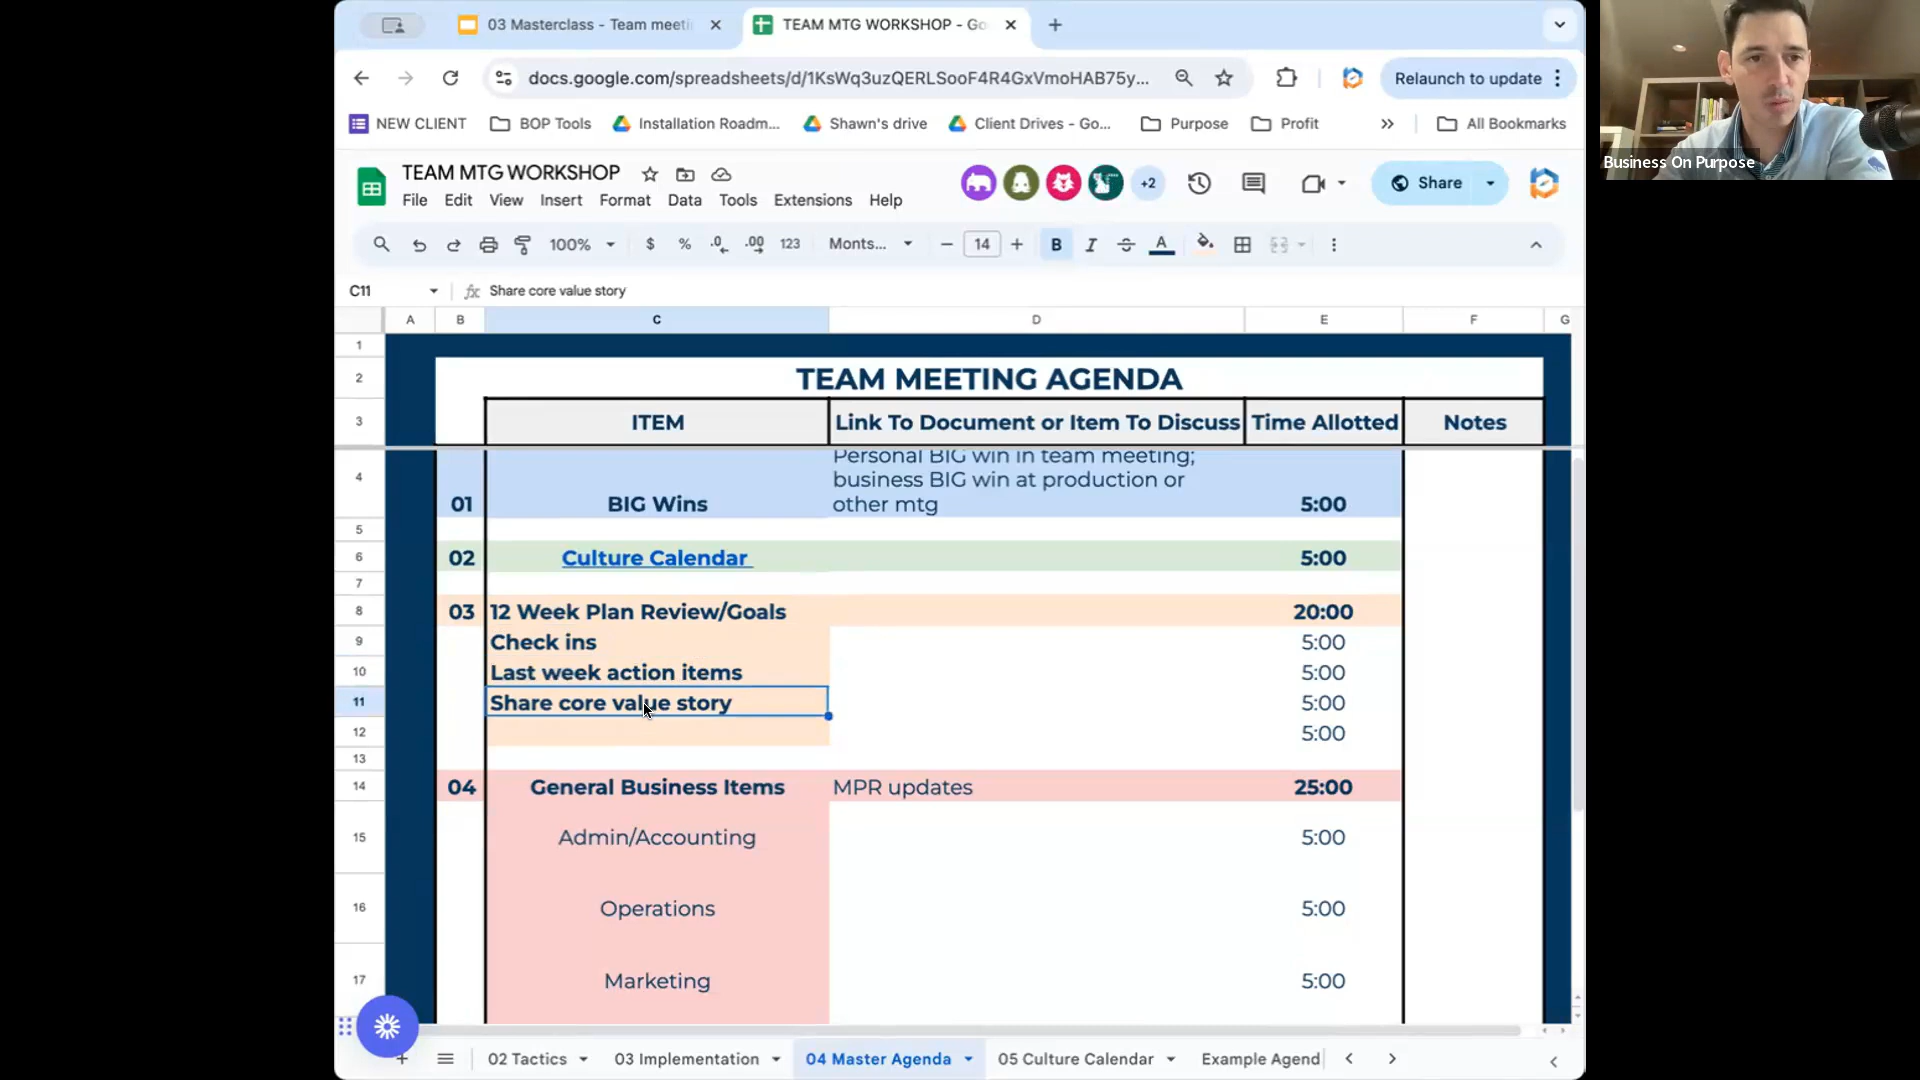 03 Masterclass - Team meeti
TEAM MTG WORKSHOP - Go
docs.google.com/spreadsheets/d/1KsWq3uzQERLSooF4R4GxVmoHAB75y...
Relaunch to update
NEW CLIENT
BOP Tools
Installation Roadm...
Shawn's drive
Client Drives - Go...
Purpose
Profit
All Bookmarks
Business On Purpose
TEAM MTG WORKSHOP
+2
Share
File Edit View Insert Format Data Tools Extensions Help
100% $ % .0 .00 123 Monts... 14 B I S A
C11 fx Share core value story
A B C D E F G
1
2 TEAM MEETING AGENDA
3 ITEM Link To Document or Item To Discuss Time Allotted Notes
Personal BIG win in team meeting;
4 business BIG win at production or
01 BIG Wins other mtg 5:00
5
6 02 Culture Calendar 5:00
7
8 03 12 Week Plan Review/Goals 20:00
9 Check ins 5:00
10 Last week action items 5:00
11 Share core value story 5:00
12 5:00
13
14 04 General Business Items MPR updates 25:00
15 Admin/Accounting 5:00
16 Operations 5:00
17 Marketing 5:00
02 Tactics 03 Implementation 04 Master Agenda 05 Culture Calendar Example Agend